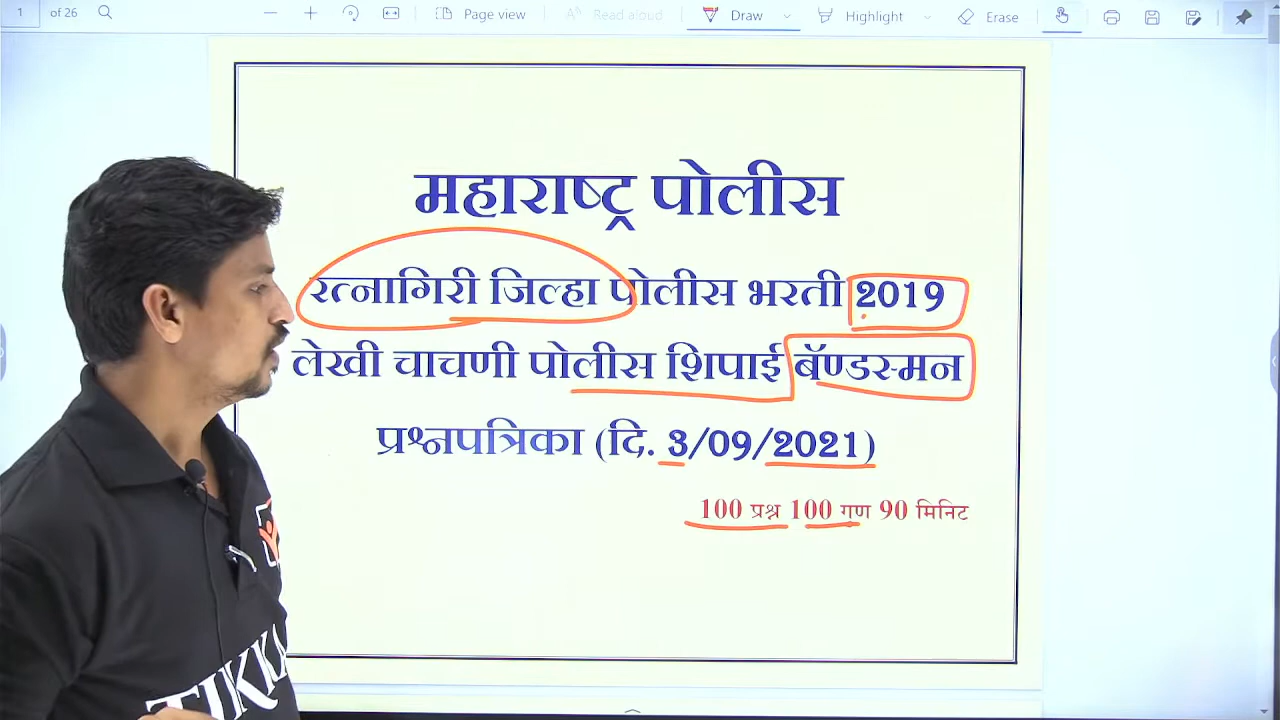 1 of 26 Page view Read aloud Draw Highlight Erase
महाराष्ट्र पोलीस
रत्नागिरी जिल्हा पोलीस भरती 2019
लेखी चाचणी पोलीस शिपाई बॅण्डस्मन
प्रश्नपत्रिका (दि. 3/09/2021)
100 प्रश्न 100 गुण 90 मिनिट